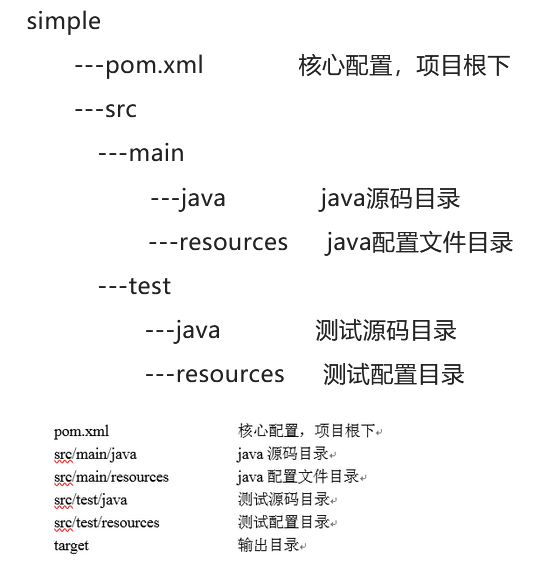 simple
---pom.xml 核心配置，项目根下
---src
---main
---java java源码目录
---resources java配置文件目录
---test
---java 测试源码目录
---resources 测试配置目录
pom.xml 核心配置，项目根下
src/main/java java 源码目录
src/main/resources java 配置文件目录
src/test/java 测试源码目录
src/test/resources 测试配置目录
target 输出目录